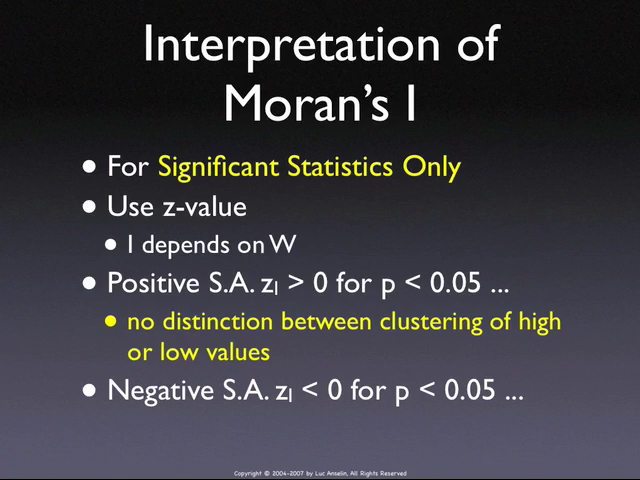 Interpretation of
Moran's I
• For Significant Statistics Only
• Use z-value
• I depends on W
• Positive S.A. zI > 0 for p < 0.05 ...
• no distinction between clustering of high
or low values
• Negative S.A. zI < 0 for p < 0.05 ...
Copyright © 2004-2007 by Luc Anselin, All Rights Reserved